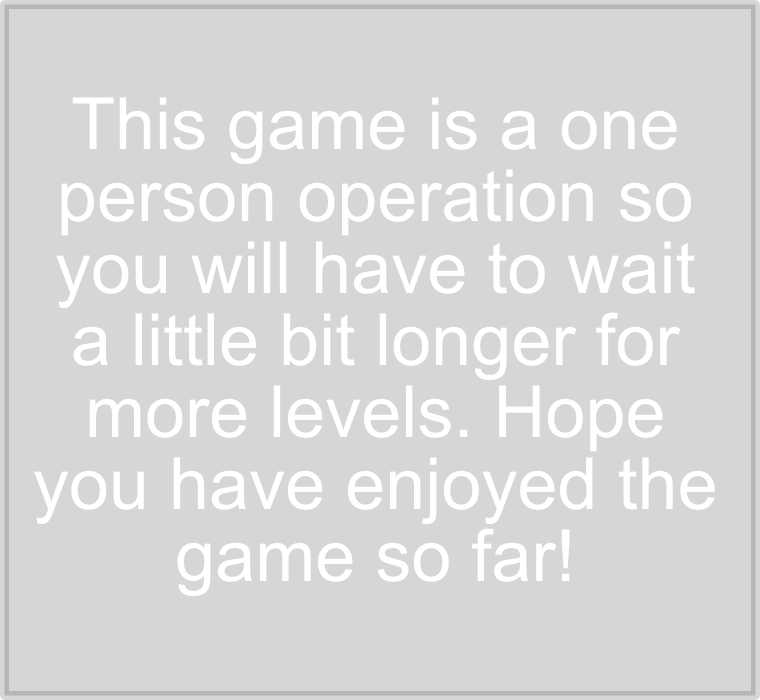 This game is a one
person operation so
you will have to wait
a little bit longer for
more levels. Hope
you have enjoyed the
game so far!